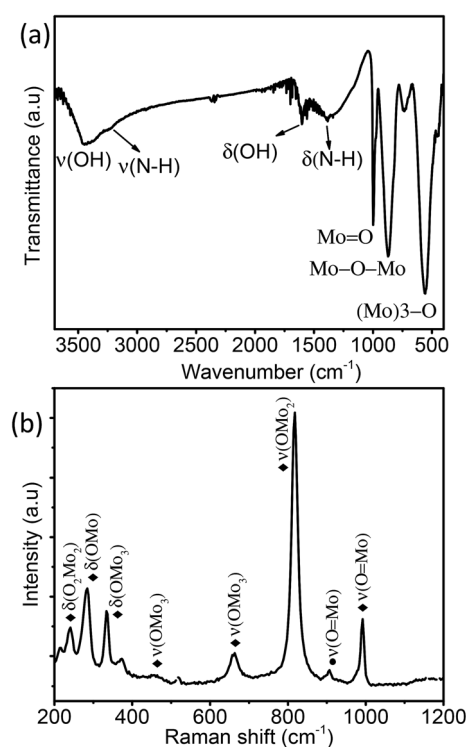 (a)
Transmittance (a.u)
ν(OH)
ν(N-H)
δ(OH)
δ(N-H)
Mo=O
Mo−O−Mo
(Mo)3−O
3500 3000 2500 2000 1500 1000 500
Wavenumber (cm-1)
(b)
Intensity (a.u)
◆ δ(O2Mo2)
◆ δ(OMo)
◆ δ(OMo3)
◆ ν(OMo3)
◆ ν(OMo3)
◆ ν(OMo2)
● ν(O=Mo)
◆ ν(O=Mo)
200 400 600 800 1000 1200
Raman shift (cm-1)